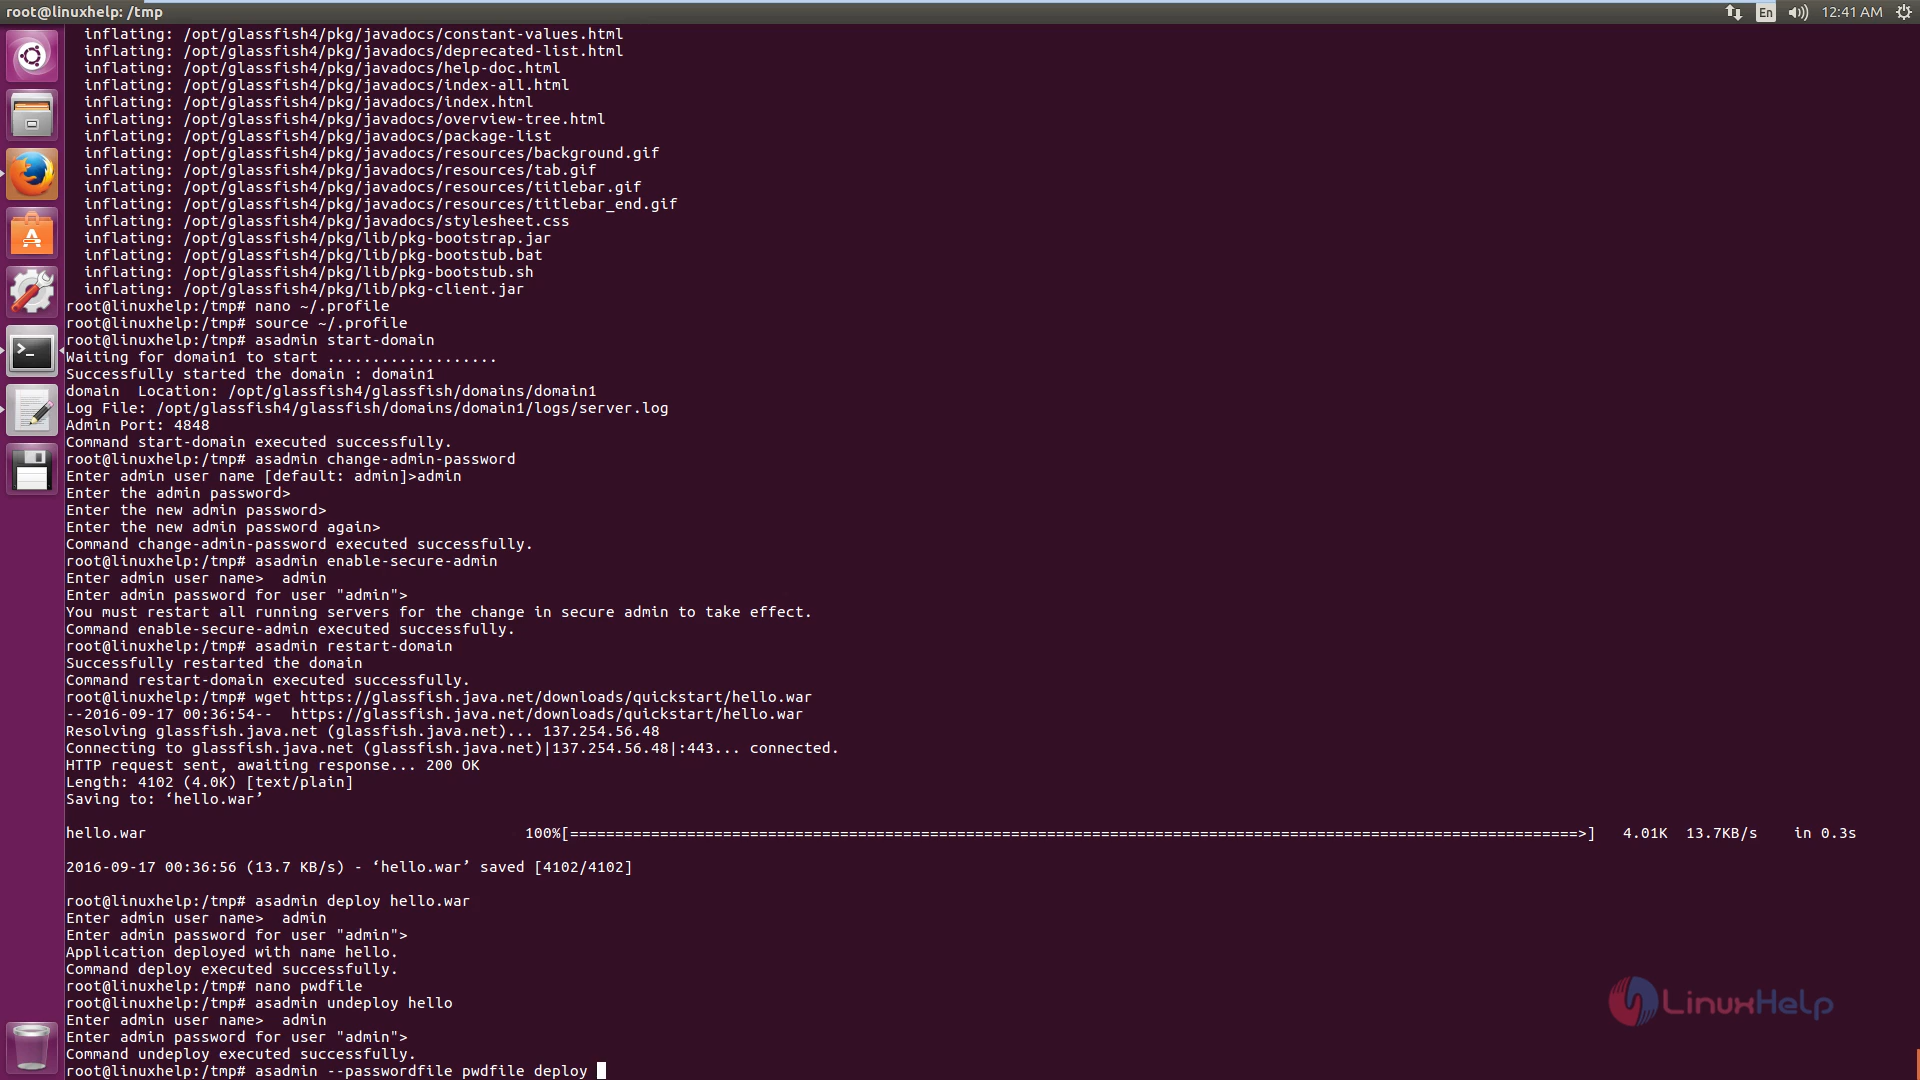 root@linuxhelp: /tmp
En
12:41 AM
inflating: /opt/glassfish4/pkg/javadocs/constant-values.html
inflating: /opt/glassfish4/pkg/javadocs/deprecated-list.html
inflating: /opt/glassfish4/pkg/javadocs/help-doc.html
inflating: /opt/glassfish4/pkg/javadocs/index-all.html
inflating: /opt/glassfish4/pkg/javadocs/index.html
inflating: /opt/glassfish4/pkg/javadocs/overview-tree.html
inflating: /opt/glassfish4/pkg/javadocs/package-list
inflating: /opt/glassfish4/pkg/javadocs/resources/background.gif
inflating: /opt/glassfish4/pkg/javadocs/resources/tab.gif
inflating: /opt/glassfish4/pkg/javadocs/resources/titlebar.gif
inflating: /opt/glassfish4/pkg/javadocs/resources/titlebar_end.gif
inflating: /opt/glassfish4/pkg/javadocs/stylesheet.css
inflating: /opt/glassfish4/pkg/lib/pkg-bootstrap.jar
inflating: /opt/glassfish4/pkg/lib/pkg-bootstub.bat
inflating: /opt/glassfish4/pkg/lib/pkg-bootstub.sh
inflating: /opt/glassfish4/pkg/lib/pkg-client.jar
root@linuxhelp:/tmp# nano ~/.profile
root@linuxhelp:/tmp# source ~/.profile
root@linuxhelp:/tmp# asadmin start-domain
Waiting for domain1 to start ...................
Successfully started the domain : domain1
domain  Location: /opt/glassfish4/glassfish/domains/domain1
Log File: /opt/glassfish4/glassfish/domains/domain1/logs/server.log
Admin Port: 4848
Command start-domain executed successfully.
root@linuxhelp:/tmp# asadmin change-admin-password
Enter admin user name [default: admin]>admin
Enter the admin password>
Enter the new admin password>
Enter the new admin password again>
Command change-admin-password executed successfully.
root@linuxhelp:/tmp# asadmin enable-secure-admin
Enter admin user name>  admin
Enter admin password for user "admin">
You must restart all running servers for the change in secure admin to take effect.
Command enable-secure-admin executed successfully.
root@linuxhelp:/tmp# asadmin restart-domain
Successfully restarted the domain
Command restart-domain executed successfully.
root@linuxhelp:/tmp# wget https://glassfish.java.net/downloads/quickstart/hello.war
--2016-09-17 00:36:54--  https://glassfish.java.net/downloads/quickstart/hello.war
Resolving glassfish.java.net (glassfish.java.net)... 137.254.56.48
Connecting to glassfish.java.net (glassfish.java.net)|137.254.56.48|:443... connected.
HTTP request sent, awaiting response... 200 OK
Length: 4102 (4.0K) [text/plain]
Saving to: ‘hello.war’
hello.war 100%[================================================================================================================>] 4.01K 13.7KB/s in 0.3s
2016-09-17 00:36:56 (13.7 KB/s) - ‘hello.war’ saved [4102/4102]
root@linuxhelp:/tmp# asadmin deploy hello.war
Enter admin user name>  admin
Enter admin password for user "admin">
Application deployed with name hello.
Command deploy executed successfully.
root@linuxhelp:/tmp# nano pwdfile
root@linuxhelp:/tmp# asadmin undeploy hello
Enter admin user name>  admin
Enter admin password for user "admin">
Command undeploy executed successfully.
root@linuxhelp:/tmp# asadmin --passwordfile pwdfile deploy
LinuxHelp